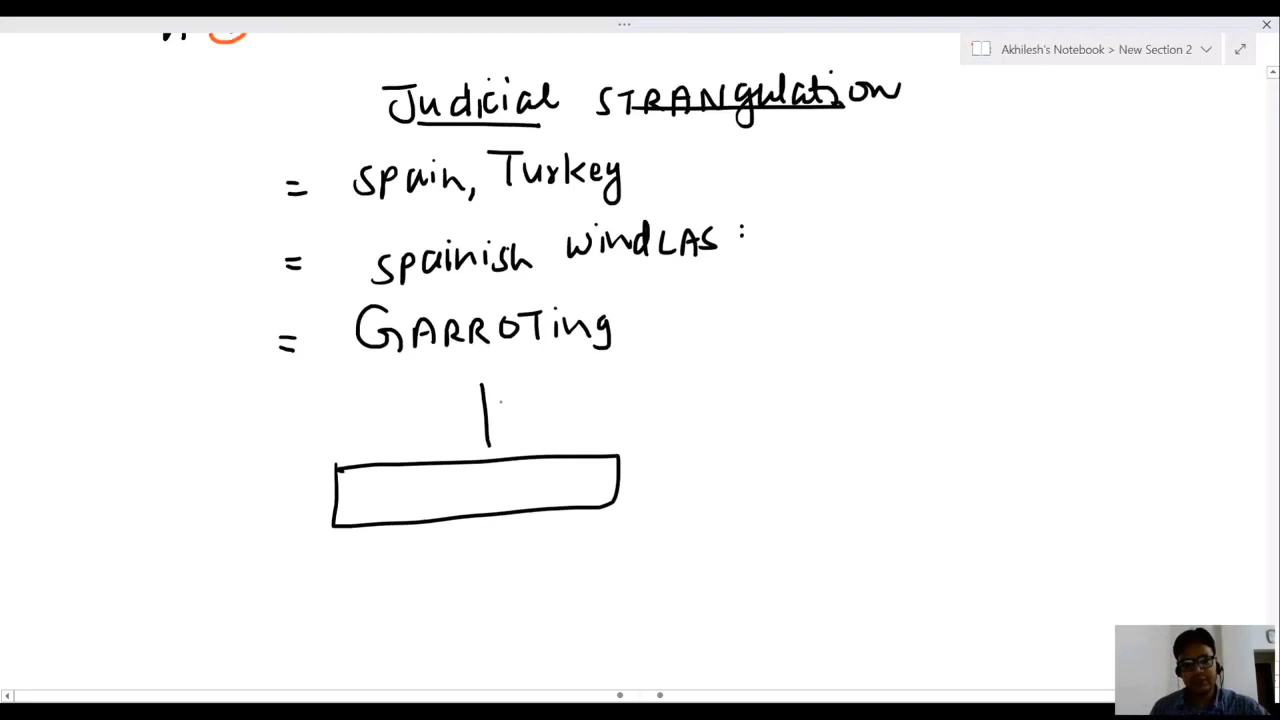 Akhilesh's Notebook > New Section 2
Judicial STRANgulation
= spain, Turkey
= spainish windLAS :
= GARROTing